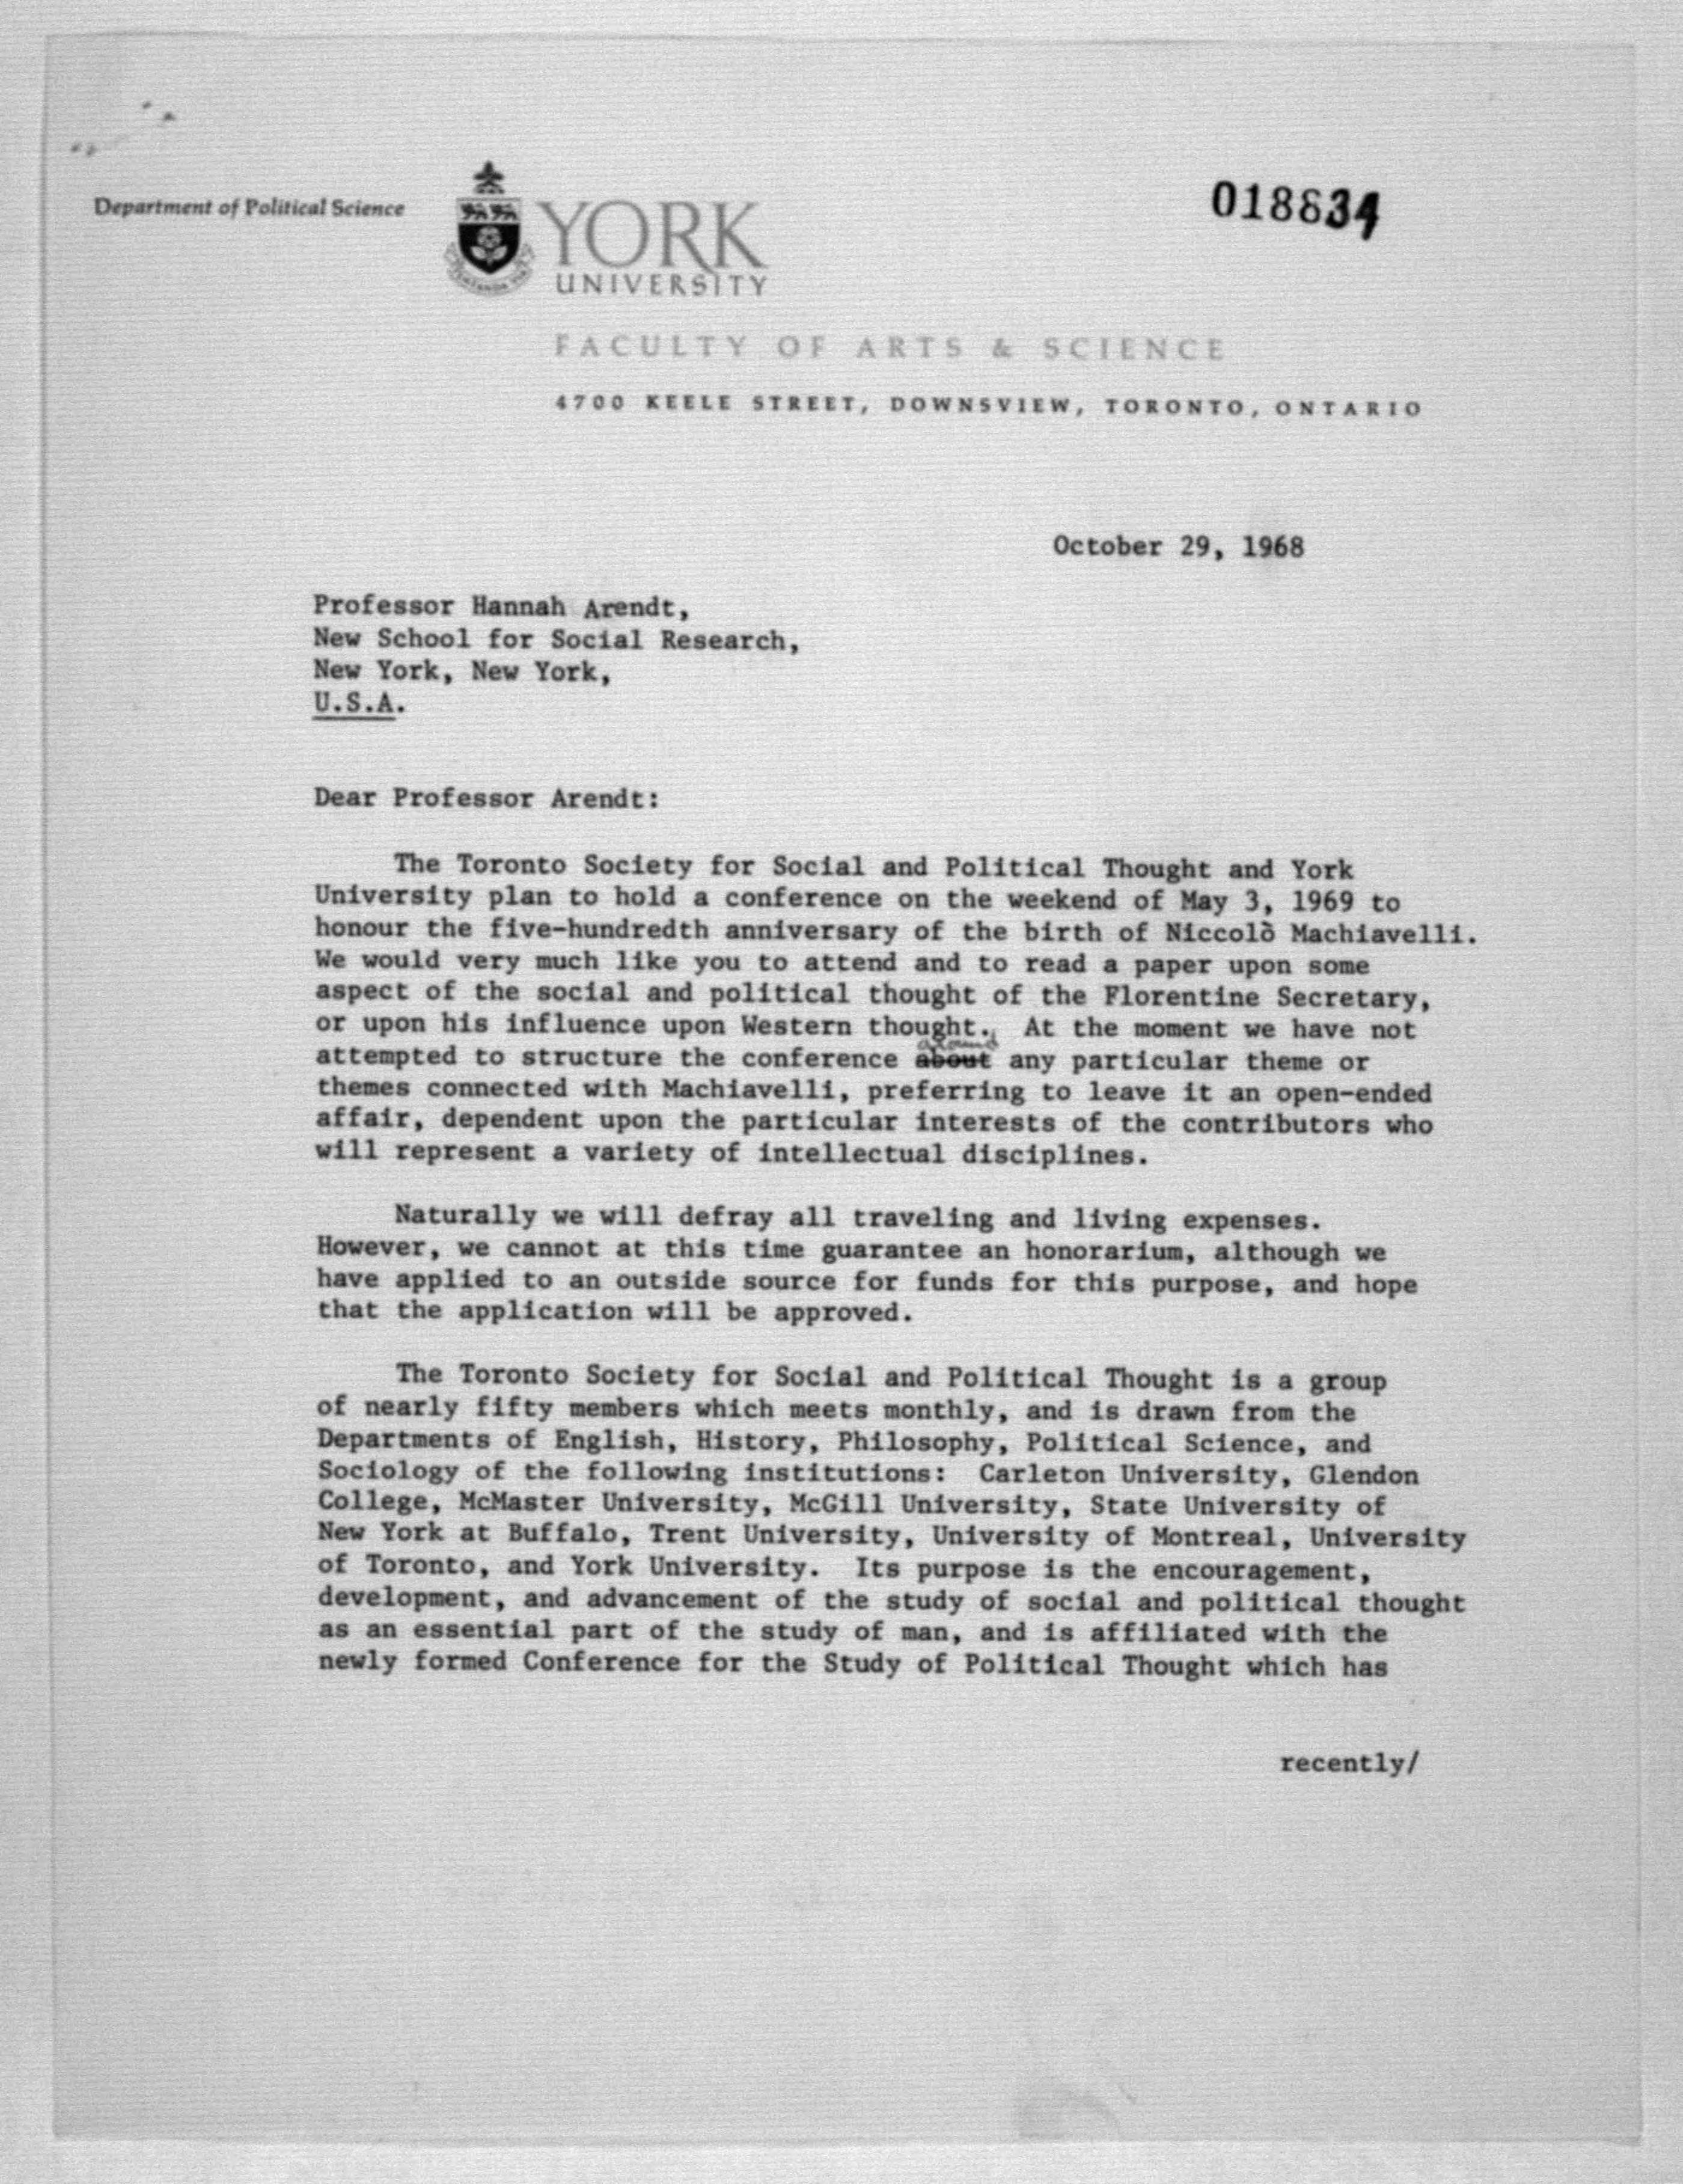 Department of Political Science
YORK
UNIVERSITY
018634
FACULTY OF ARTS & SCIENCE
4700 KEELE STREET, DOWNSVIEW, TORONTO, ONTARIO
October 29, 1968
Professor Hannah Arendt,
New School for Social Research,
New York, New York,
U.S.A.
Dear Professor Arendt:
The Toronto Society for Social and Political Thought and York
University plan to hold a conference on the weekend of May 3, 1969 to
honour the five-hundredth anniversary of the birth of Niccolò Machiavelli.
We would very much like you to attend and to read a paper upon some
aspect of the social and political thought of the Florentine Secretary,
or upon his influence upon Western thought. At the moment we have not
around
attempted to structure the conference about any particular theme or
themes connected with Machiavelli, preferring to leave it an open-ended
affair, dependent upon the particular interests of the contributors who
will represent a variety of intellectual disciplines.
Naturally we will defray all traveling and living expenses.
However, we cannot at this time guarantee an honorarium, although we
have applied to an outside source for funds for this purpose, and hope
that the application will be approved.
The Toronto Society for Social and Political Thought is a group
of nearly fifty members which meets monthly, and is drawn from the
Departments of English, History, Philosophy, Political Science, and
Sociology of the following institutions: Carleton University, Glendon
College, McMaster University, McGill University, State University of
New York at Buffalo, Trent University, University of Montreal, University
of Toronto, and York University. Its purpose is the encouragement,
development, and advancement of the study of social and political thought
as an essential part of the study of man, and is affiliated with the
newly formed Conference for the Study of Political Thought which has
recently/